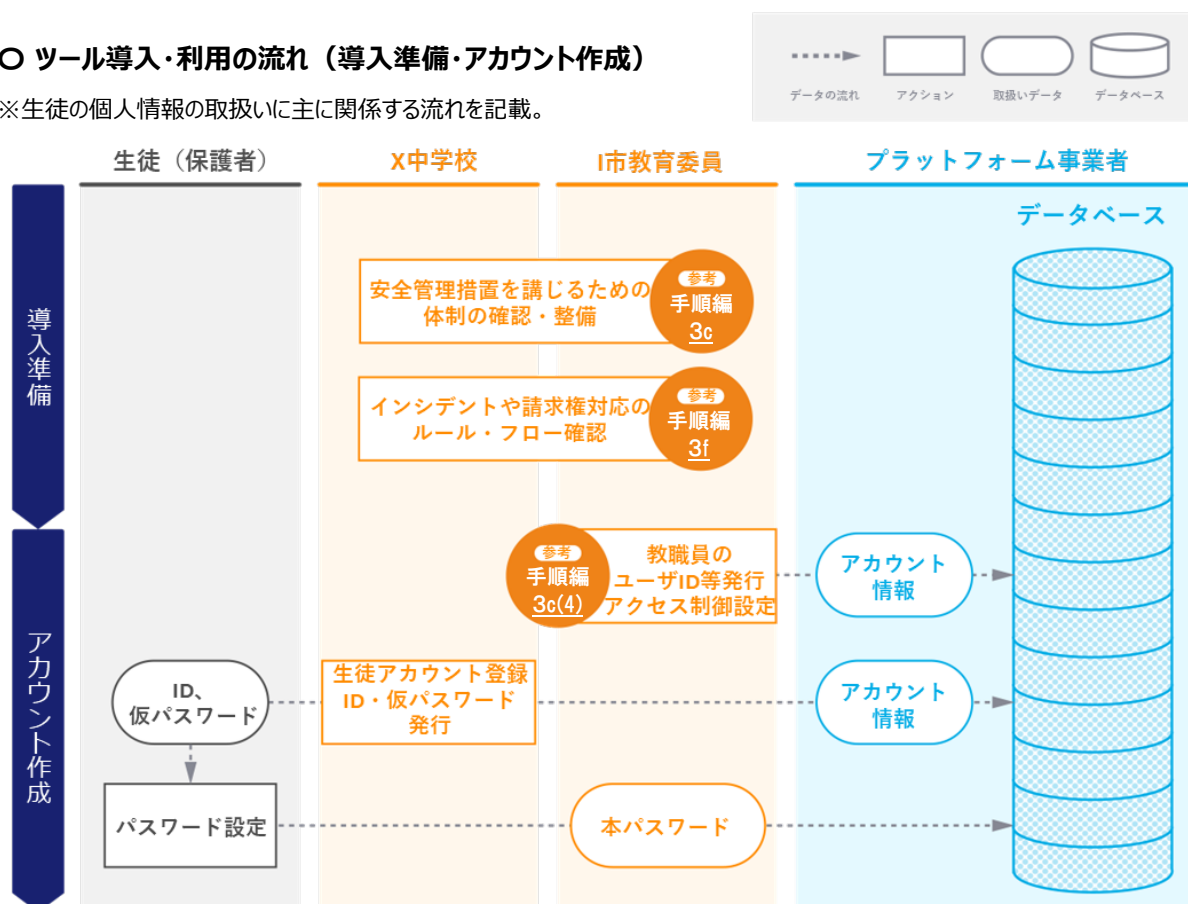 〇 ツール導入・利用の流れ（導入準備・アカウント作成）
※生徒の個人情報の取扱いに主に関係する流れを記載。
データの流れ
アクション
取扱いデータ
データベース
生徒（保護者）
X中学校
I市教育委員
プラットフォーム事業者
データベース
導入準備
安全管理措置を講じるための
体制の確認・整備
参考
手順編
3c
インシデントや請求権対応の
ルール・フロー確認
参考
手順編
3f
アカウント作成
参考
手順編
3c(4)
教職員の
ユーザID等発行
アクセス制御設定
アカウント
情報
ID、
仮パスワード
生徒アカウント登録
ID・仮パスワード
発行
アカウント
情報
パスワード設定
本パスワード